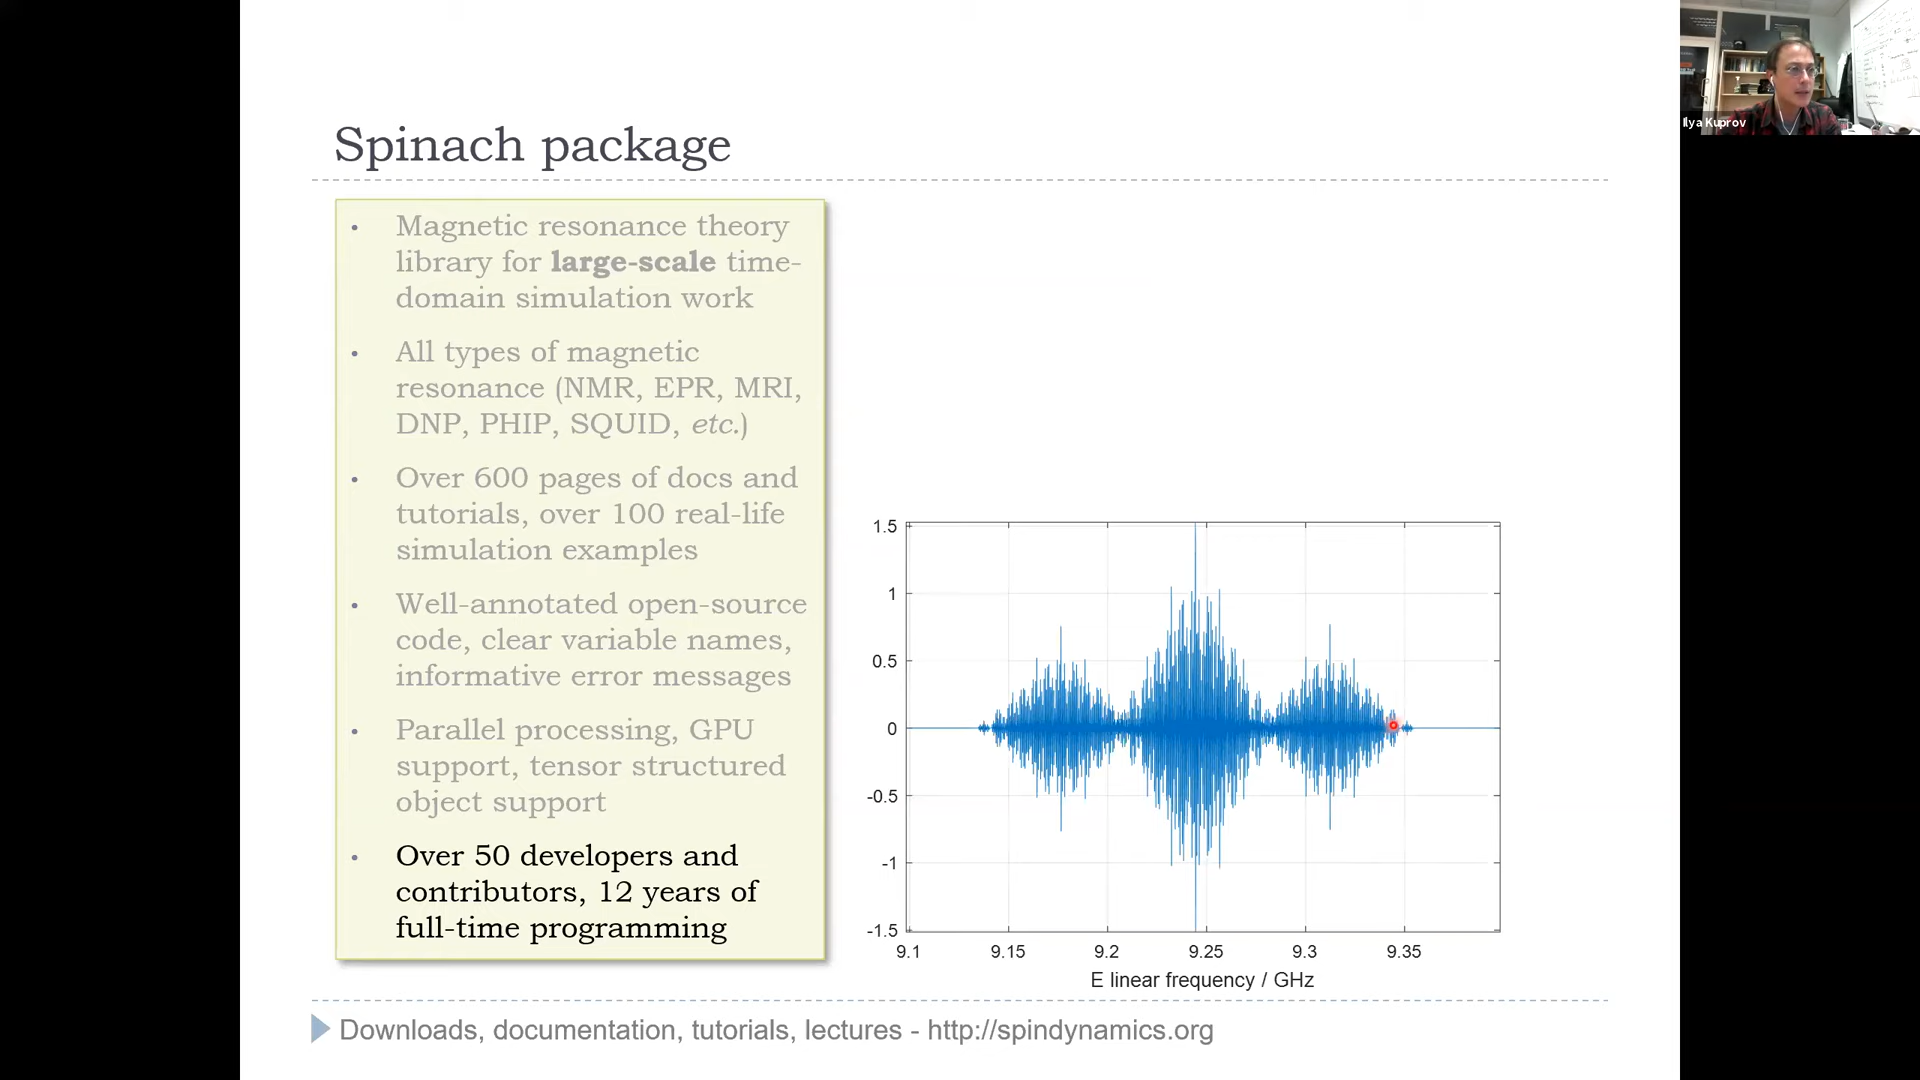 Ilya Kuprov
Spinach package
• Magnetic resonance theory
library for large-scale time-
domain simulation work
• All types of magnetic
resonance (NMR, EPR, MRI,
DNP, PHIP, SQUID, etc.)
• Over 600 pages of docs and
tutorials, over 100 real-life
simulation examples
• Well-annotated open-source
code, clear variable names,
informative error messages
• Parallel processing, GPU
support, tensor structured
object support
• Over 50 developers and
contributors, 12 years of
full-time programming
1.5
1
0.5
0
-0.5
-1
-1.5
9.1 9.15 9.2 9.25 9.3 9.35
E linear frequency / GHz
Downloads, documentation, tutorials, lectures - http://spindynamics.org